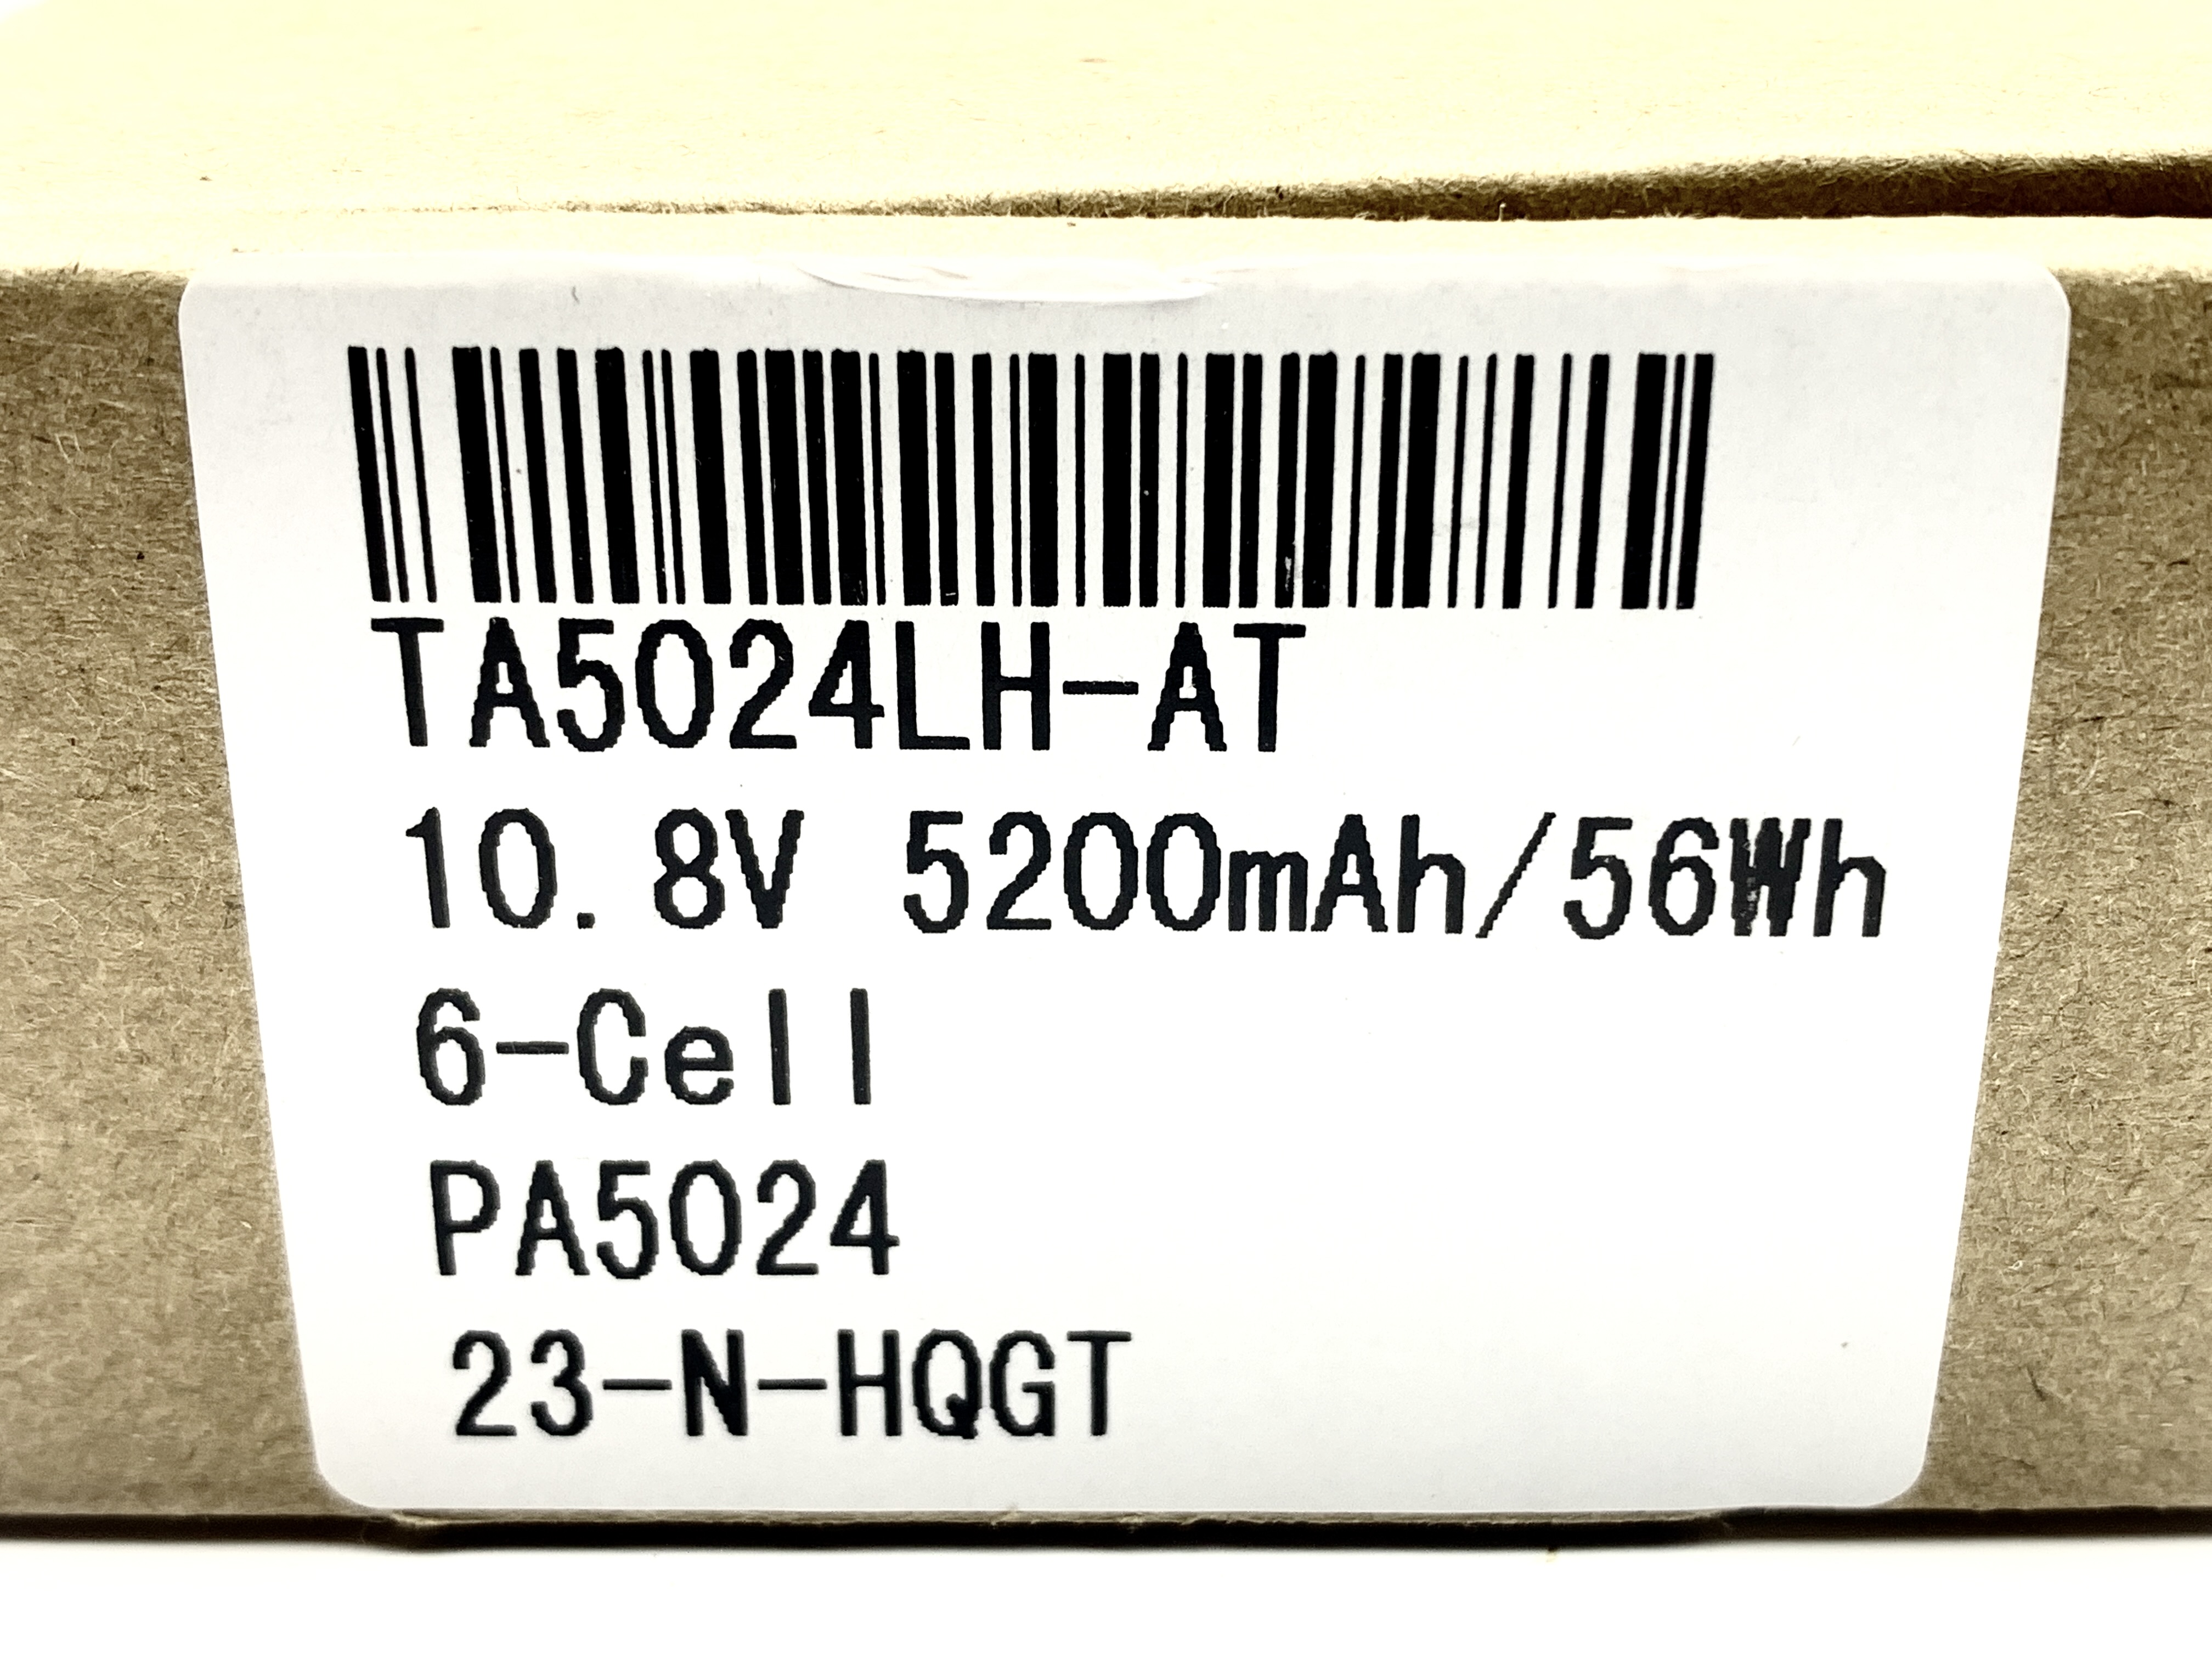 TA5024LH-AT
10.8V 5200mAh/56Wh
6-Cell
PA5024
23-N-HQGT